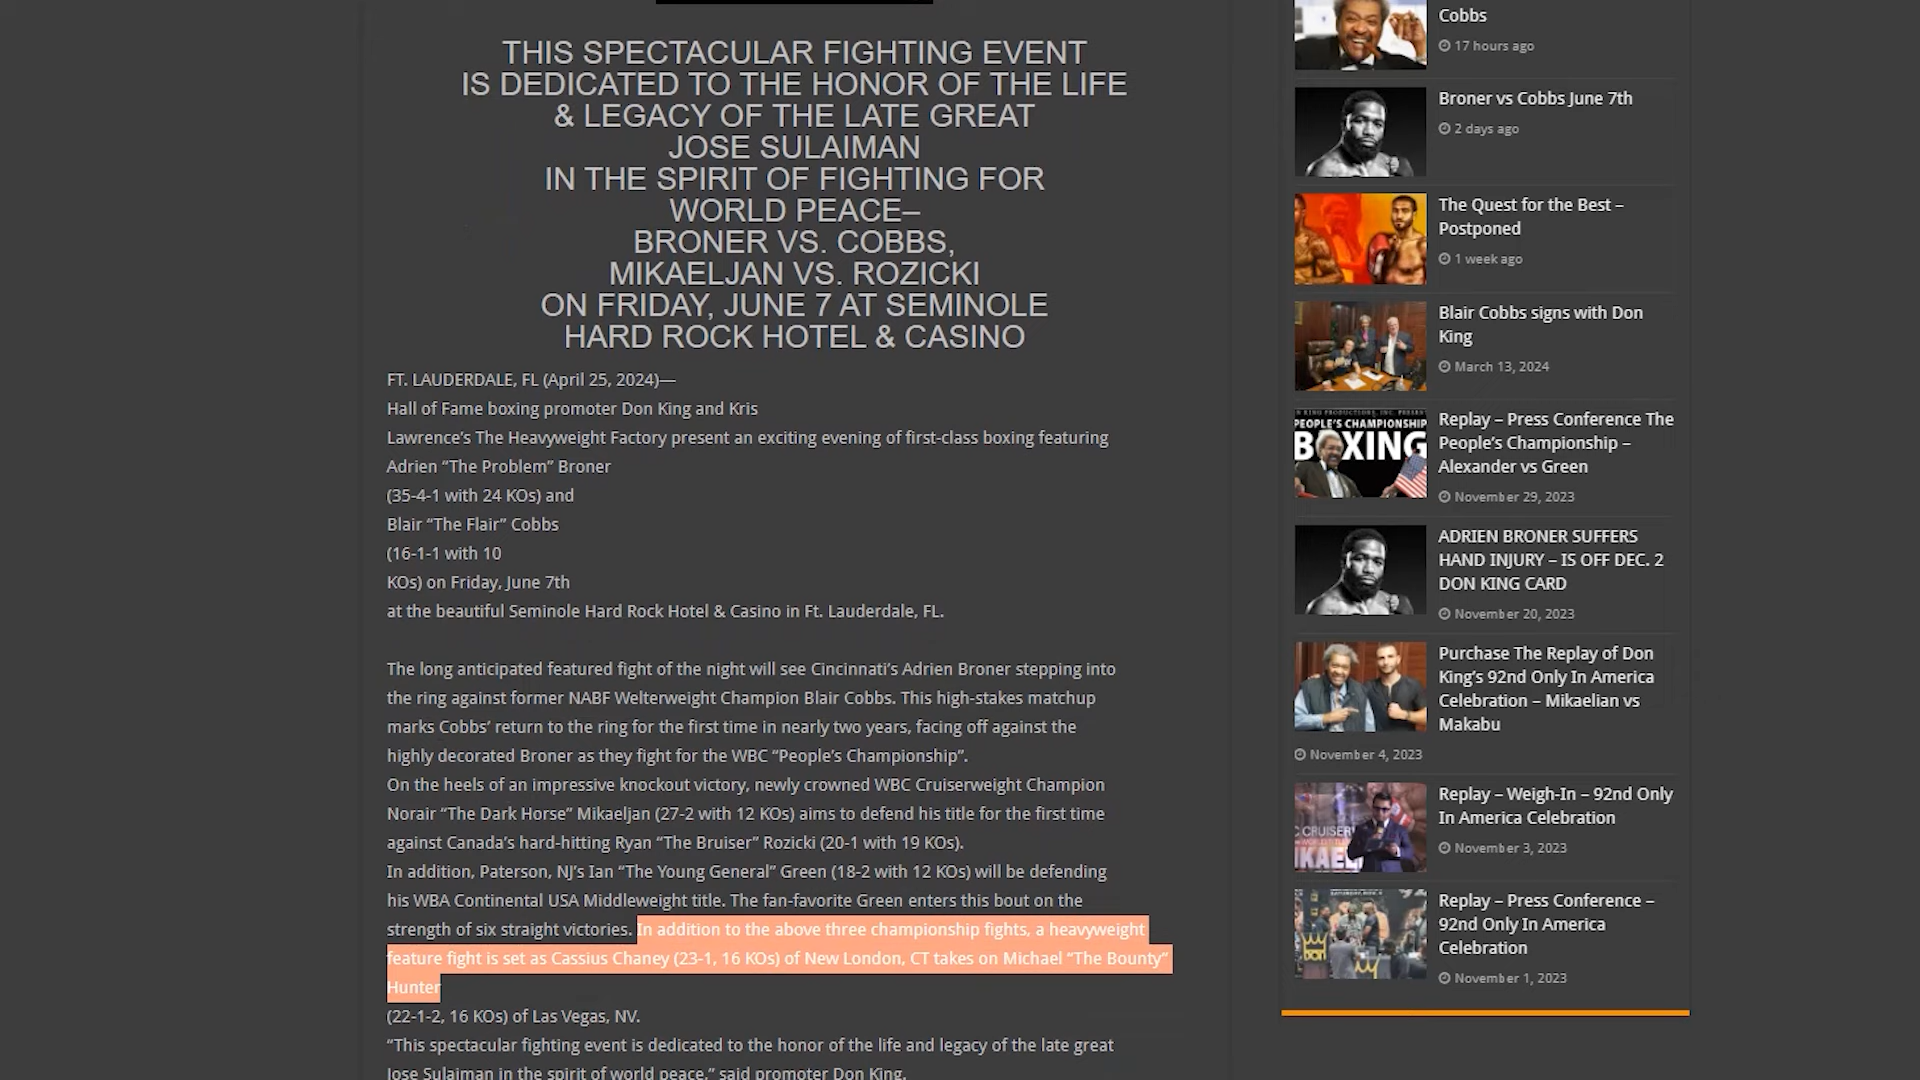 THIS SPECTACULAR FIGHTING EVENT
IS DEDICATED TO THE HONOR OF THE LIFE
& LEGACY OF THE LATE GREAT
JOSE SULAIMAN
IN THE SPIRIT OF FIGHTING FOR
WORLD PEACE–
BRONER VS. COBBS,
MIKAELJAN VS. ROZICKI
ON FRIDAY, JUNE 7 AT SEMINOLE
HARD ROCK HOTEL & CASINO
FT. LAUDERDALE, FL (April 25, 2024)—
Hall of Fame boxing promoter Don King and Kris
Lawrence’s The Heavyweight Factory present an exciting evening of first-class boxing featuring
Adrien “The Problem” Broner
(35-4-1 with 24 KOs) and
Blair “The Flair” Cobbs
(16-1-1 with 10
KOs) on Friday, June 7th
at the beautiful Seminole Hard Rock Hotel & Casino in Ft. Lauderdale, FL.
The long anticipated featured fight of the night will see Cincinnati’s Adrien Broner stepping into
the ring against former NABF Welterweight Champion Blair Cobbs. This high-stakes matchup
marks Cobbs’ return to the ring for the first time in nearly two years, facing off against the
highly decorated Broner as they fight for the WBC “People’s Championship”.
On the heels of an impressive knockout victory, newly crowned WBC Cruiserweight Champion
Norair “The Dark Horse” Mikaeljan (27-2 with 12 KOs) aims to defend his title for the first time
against Canada’s hard-hitting Ryan “The Bruiser” Rozicki (20-1 with 19 KOs).
In addition, Paterson, NJ’s Ian “The Young General” Green (18-2 with 12 KOs) will be defending
his WBA Continental USA Middleweight title. The fan-favorite Green enters this bout on the
strength of six straight victories. In addition to the above three championship fights, a heavyweight
feature fight is set as Cassius Chaney (23-1, 16 KOs) of New London, CT takes on Michael “The Bounty”
Hunter
(22-1-2, 16 KOs) of Las Vegas, NV.
“This spectacular fighting event is dedicated to the honor of the life and legacy of the late great
Jose Sulaiman in the spirit of world peace,” said promoter Don King.
Cobbs
17 hours ago
Broner vs Cobbs June 7th
2 days ago
The Quest for the Best –
Postponed
1 week ago
Blair Cobbs signs with Don
King
March 13, 2024
PEOPLE'S CHAMPIONSHIP
BOXING
Replay – Press Conference The
People’s Championship –
Alexander vs Green
November 29, 2023
ADRIEN BRONER SUFFERS
HAND INJURY – IS OFF DEC. 2
DON KING CARD
November 20, 2023
Purchase The Replay of Don
King’s 92nd Only In America
Celebration – Mikaelian vs
Makabu
November 4, 2023
Replay – Weigh-In – 92nd Only
In America Celebration
November 3, 2023
Replay – Press Conference –
92nd Only In America
Celebration
November 1, 2023